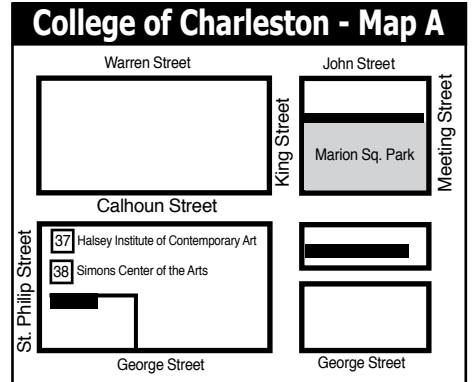 College of Charleston - Map A
Warren Street
John Street
King Street
Meeting Street
Marion Sq. Park
Calhoun Street
St. Philip Street
37 Halsey Institute of Contemporary Art
38 Simons Center of the Arts
George Street
George Street